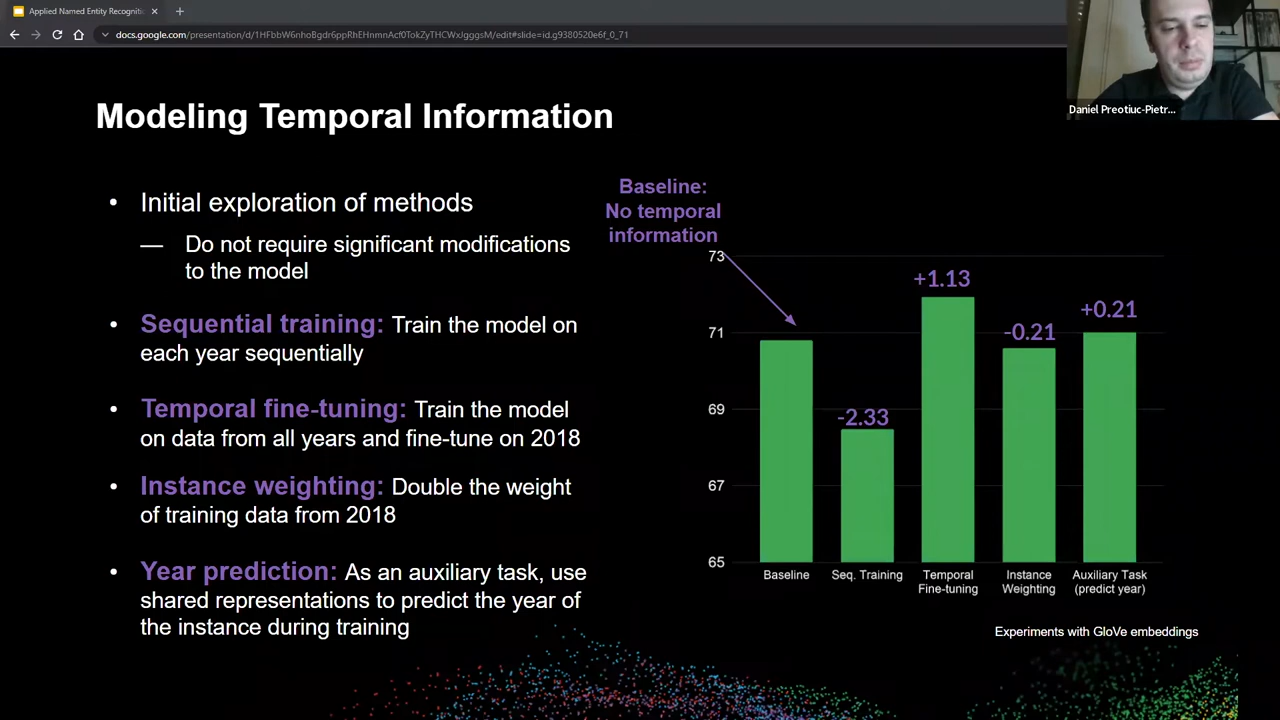 Applied Named Entity Recogniti
docs.google.com/presentation/d/1HFbbW6nhoBgdr6ppRhEHnmnAcf0TokZyTHCWxJgggsM/edit#slide=id.g9380520e6f_0_71
Daniel Preotiuc-Pietr...
Modeling Temporal Information
• Initial exploration of methods
— Do not require significant modifications
to the model
• Sequential training: Train the model on
each year sequentially
• Temporal fine-tuning: Train the model
on data from all years and fine-tune on 2018
• Instance weighting: Double the weight
of training data from 2018
• Year prediction: As an auxiliary task, use
shared representations to predict the year of
the instance during training
Baseline:
No temporal
information
73
71
69
67
65
-2.33
+1.13
-0.21
+0.21
Baseline
Seq. Training
Temporal
Fine-tuning
Instance
Weighting
Auxiliary Task
(predict year)
Experiments with GloVe embeddings